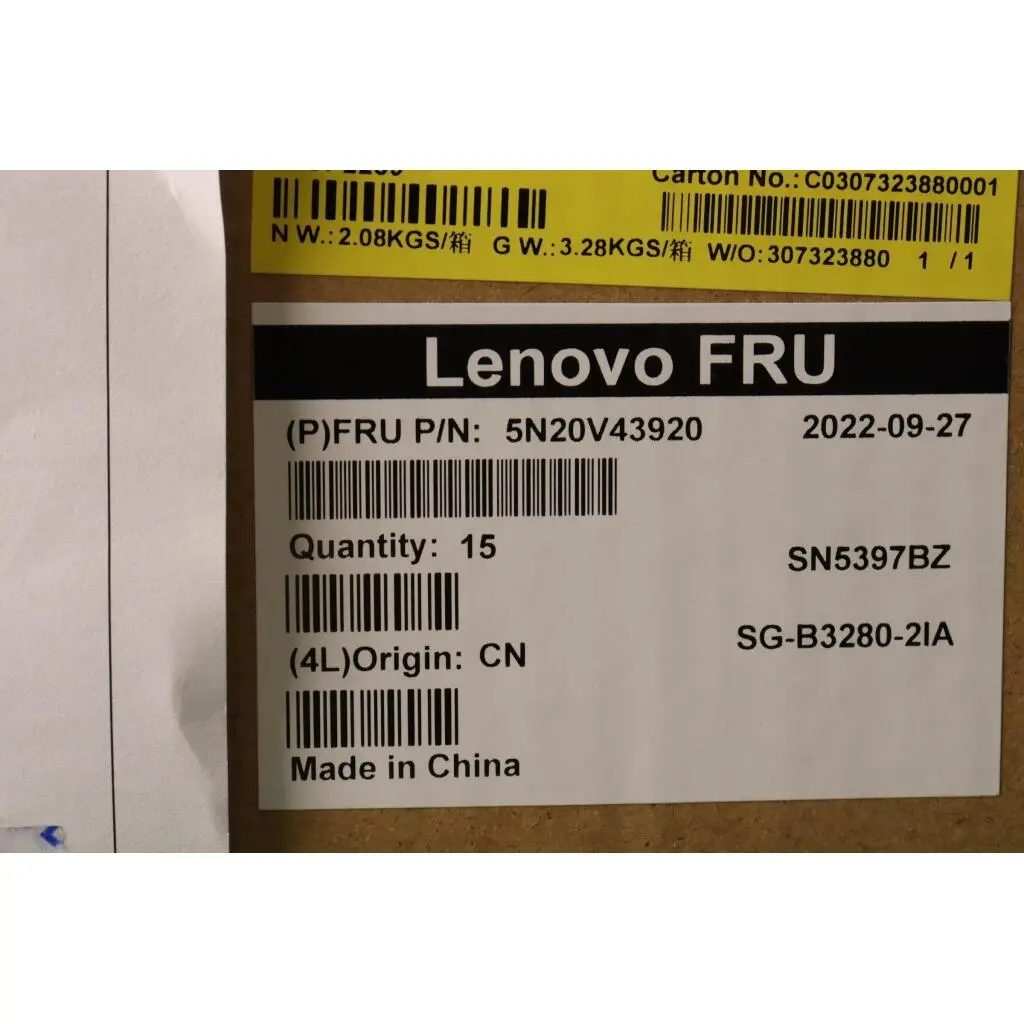 Carton No.: C0307323880001
N W.: 2.08KGS/箱 G W.: 3.28KGS/箱 W/O: 307323880 1 / 1
Lenovo FRU
(P)FRU P/N: 5N20V43920 2022-09-27
Quantity: 15
SN5397BZ
SG-B3280-2IA
(4L)Origin: CN
Made in China